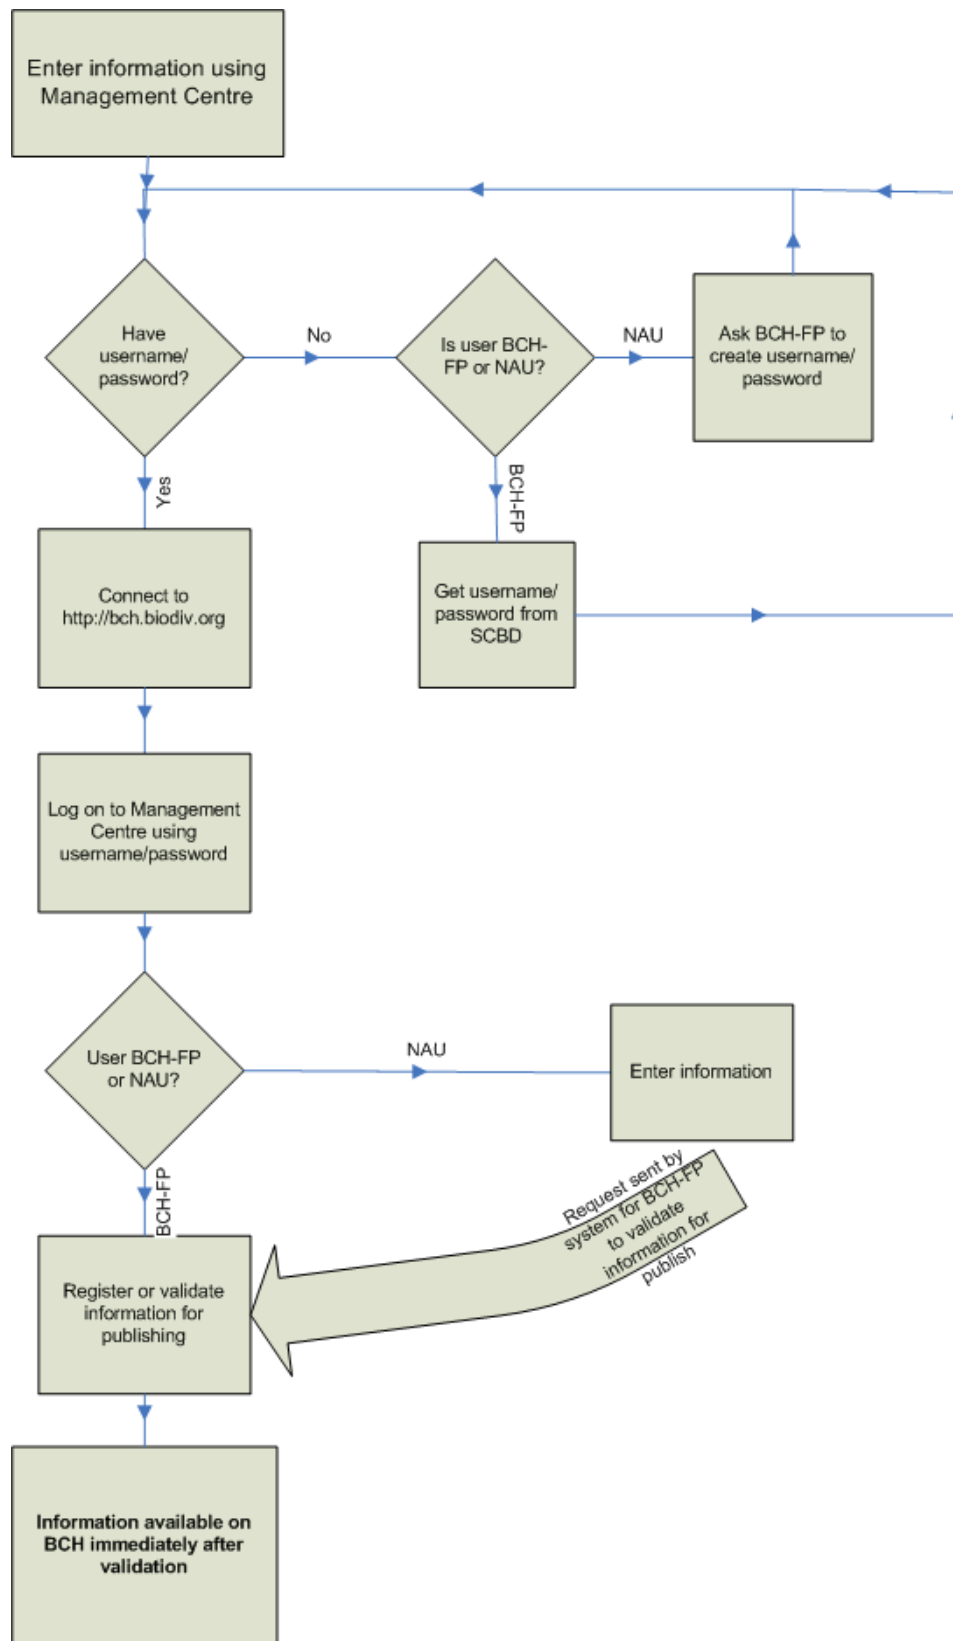 Enter information using
Management Centre
Have
username/
password?
No
Is user BCH-
FP or NAU?
NAU
Ask BCH-FP to
create username/
password
Yes
BCH-FP
Connect to
http://bch.biodiv.org
Get username/
password from
SCBD
Log on to Management
Centre using
username/password
User BCH-FP
or NAU?
NAU
Enter information
BCH-FP
Request sent by
system for BCH-FP
to validate
information for
publish
Register or validate
information for
publishing
Information available on
BCH immediately after
validation